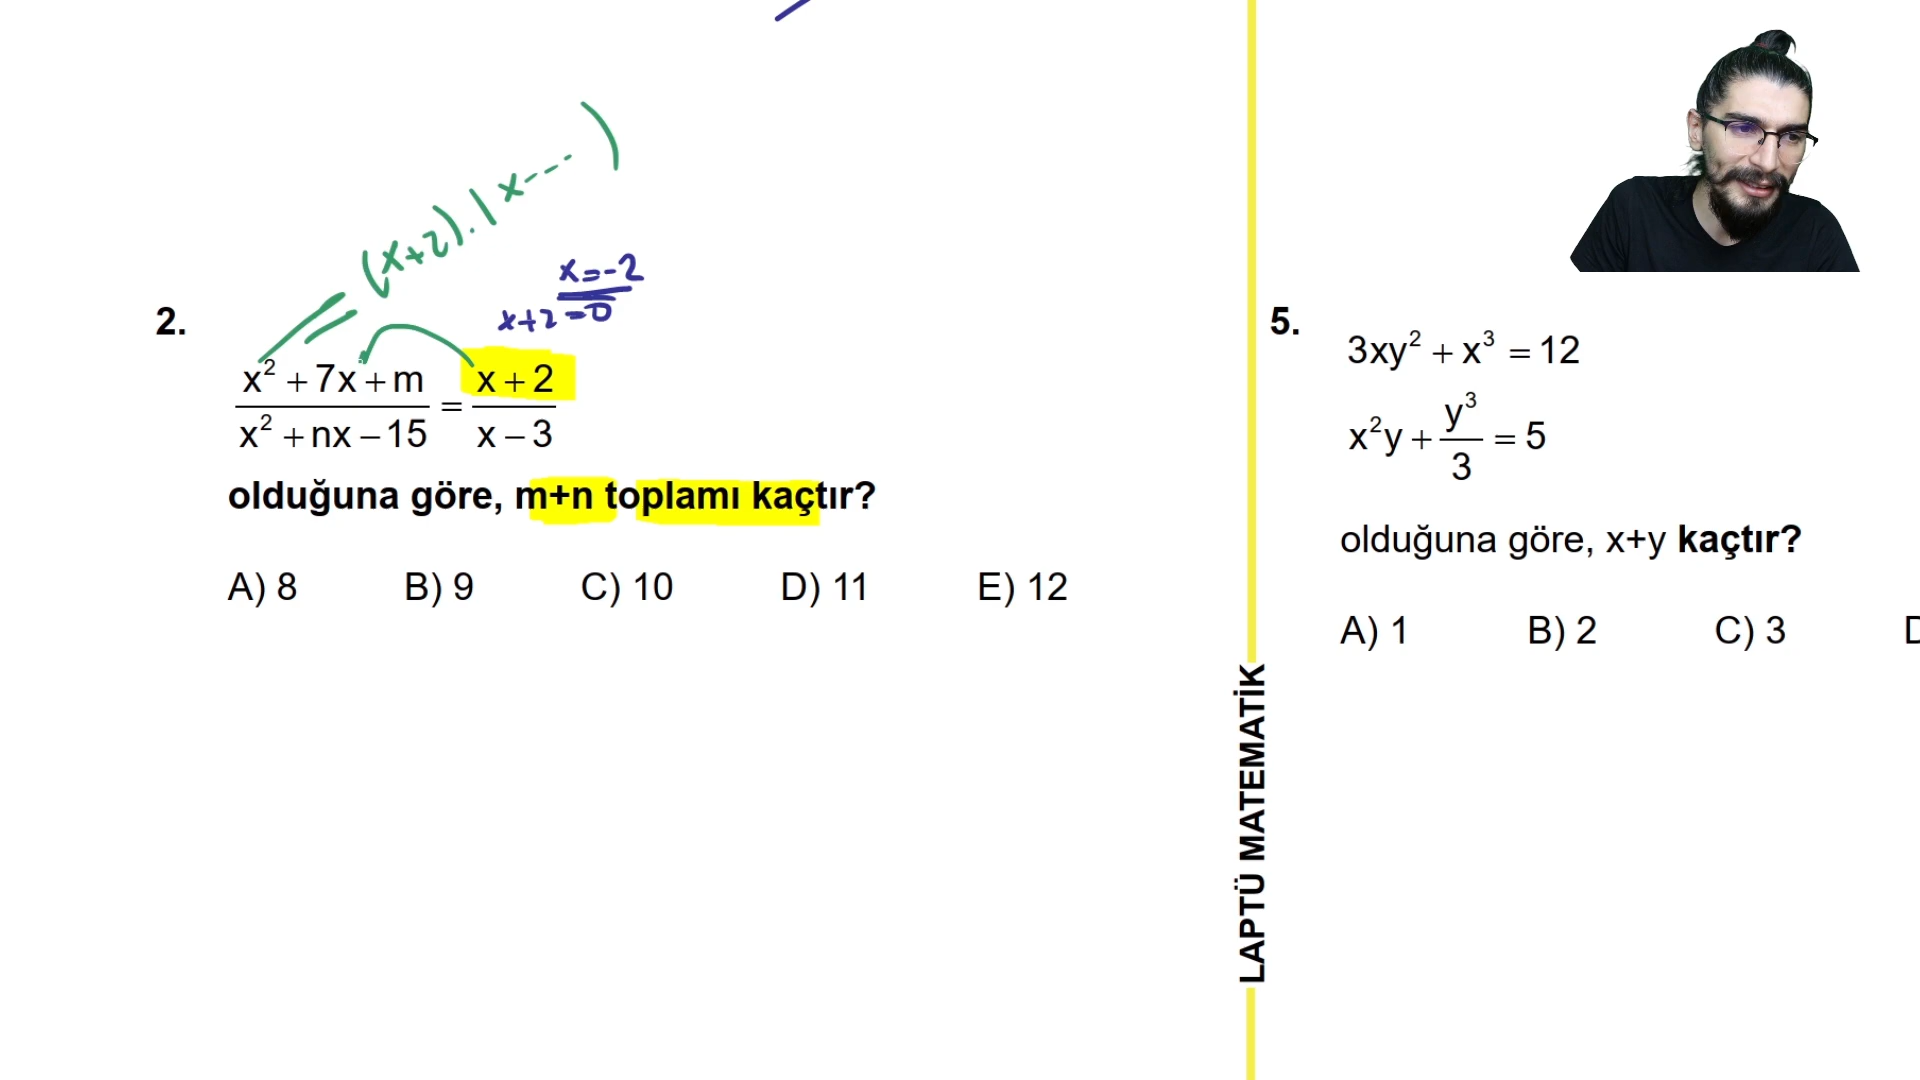 (x+2).(x---)
x=-2
x+2=0
2.
x² + 7x + m / x² + nx − 15 = x + 2 / x − 3
olduğuna göre, m+n toplamı kaçtır?
A) 8 B) 9 C) 10 D) 11 E) 12
LAPTÜ MATEMATİK
5.
3xy² + x³ = 12
x²y + y³/3 = 5
olduğuna göre, x+y kaçtır?
A) 1 B) 2 C) 3